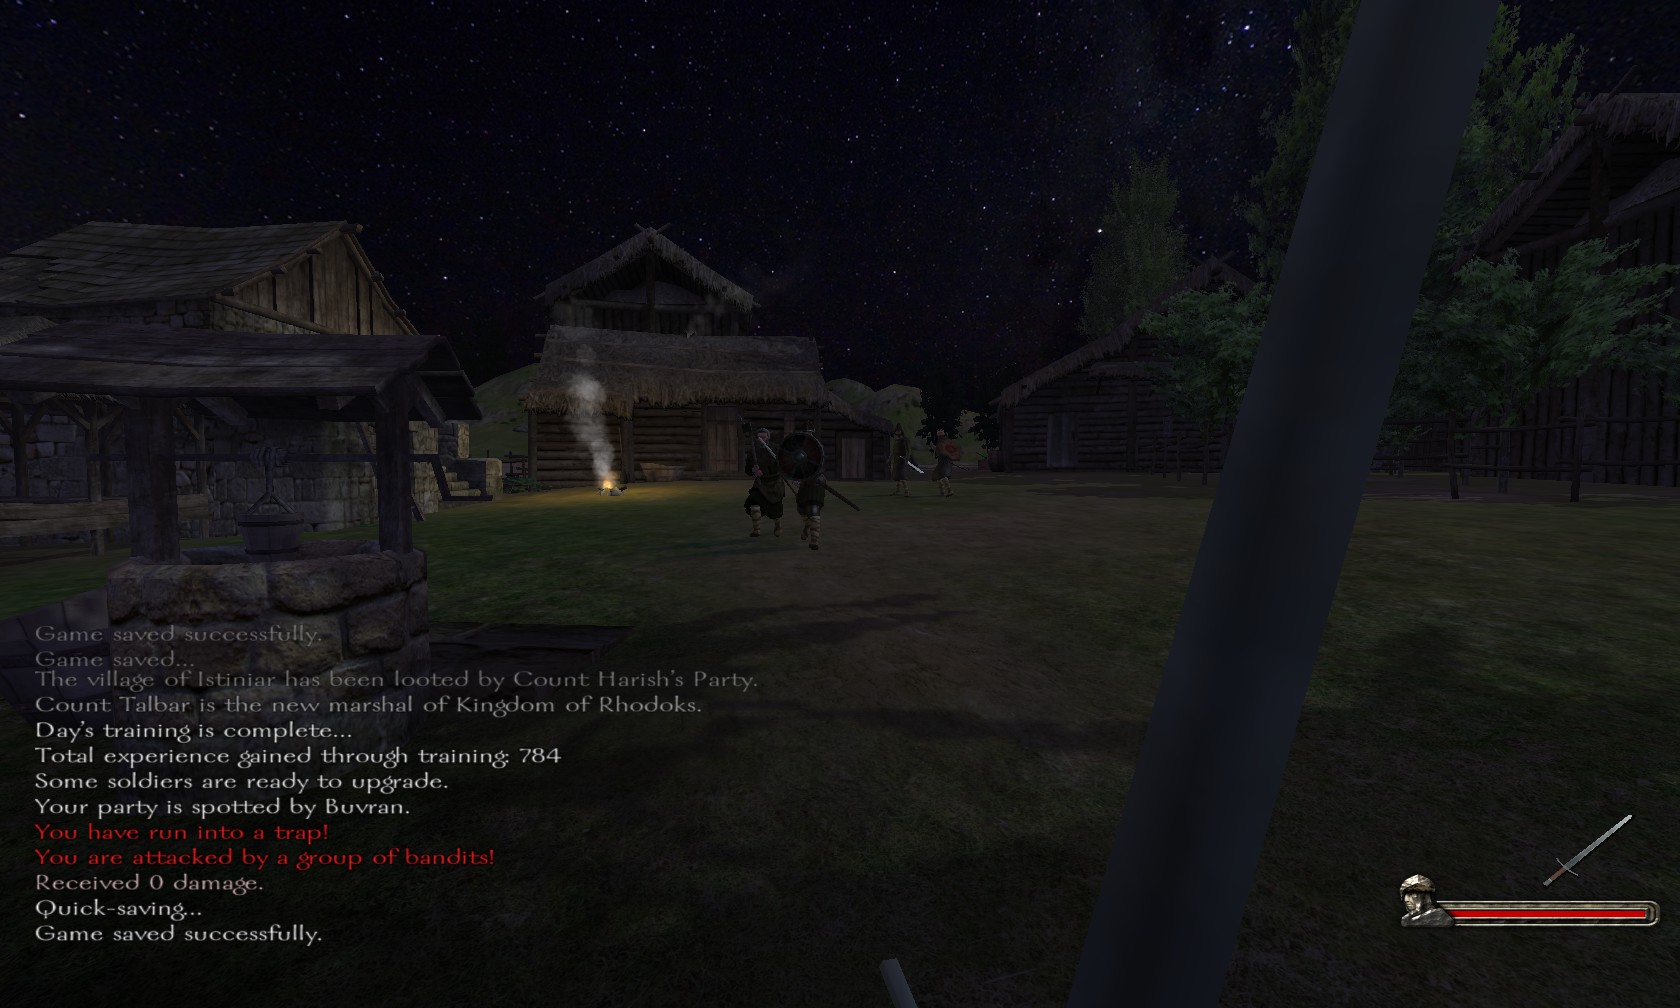 Game saved successfully.
Game saved...
The village of Istiniar has been looted by Count Harish's Party.
Count Talbar is the new marshal of Kingdom of Rhodoks.
Day's training is complete...
Total experience gained through training: 784
Some soldiers are ready to upgrade.
Your party is spotted by Buvran.
You have run into a trap!
You are attacked by a group of bandits!
Received 0 damage.
Quick-saving...
Game saved successfully.